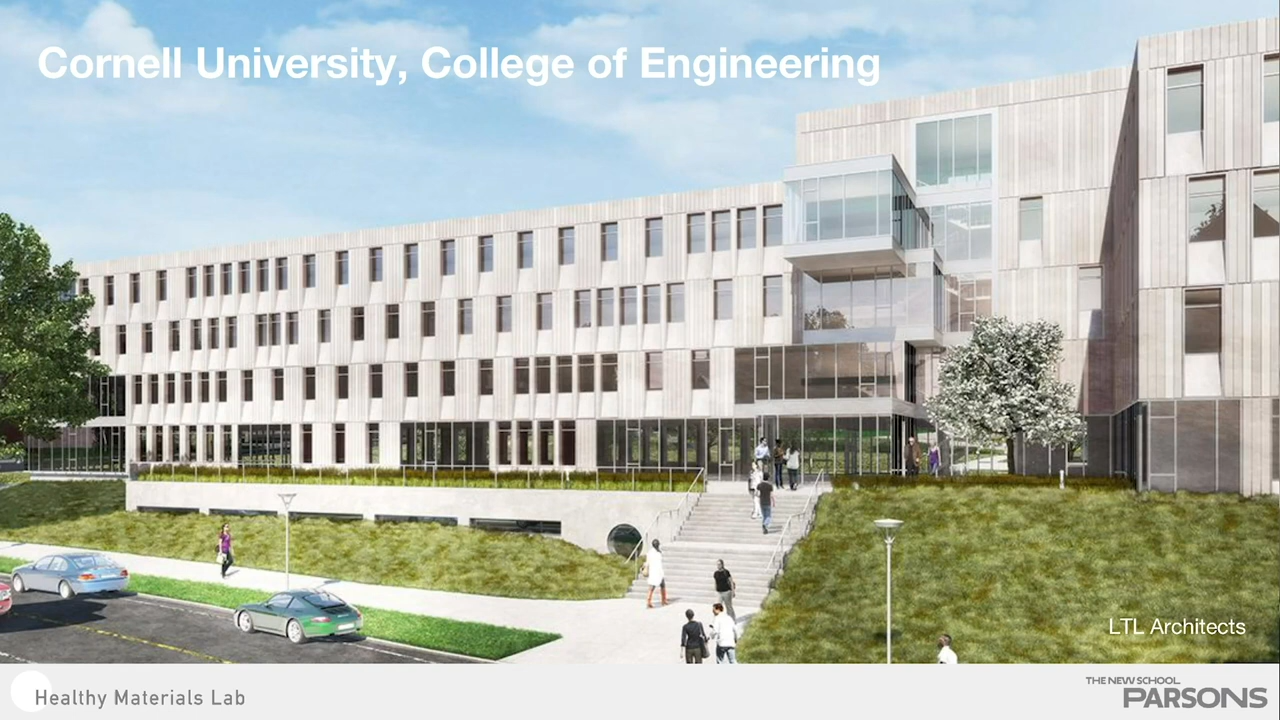 Cornell University, College of Engineering
LTL Architects
Healthy Materials Lab
THE NEW SCHOOL
PARSONS